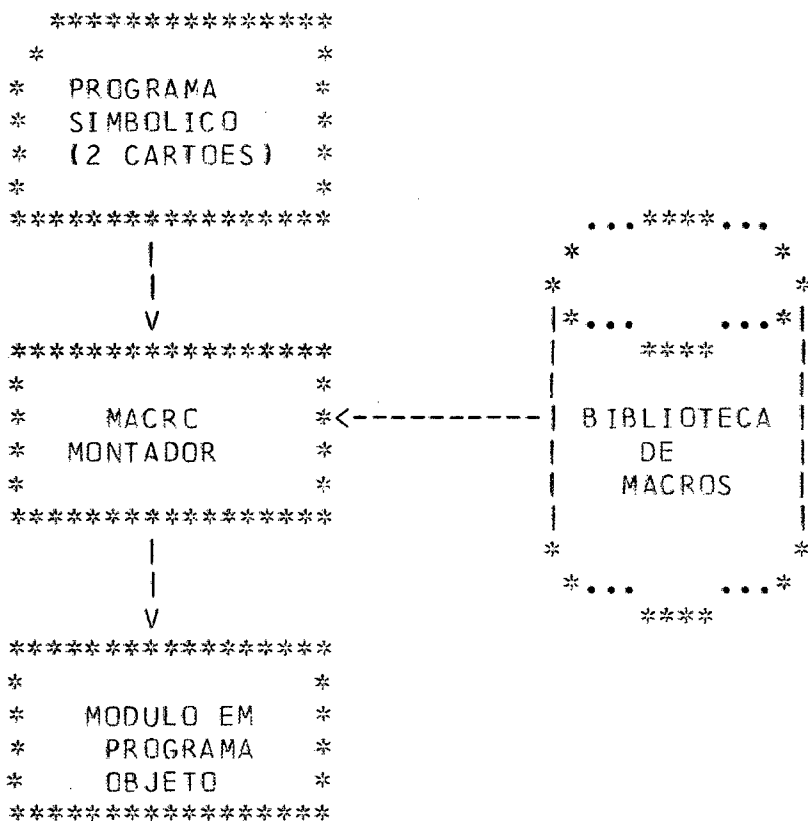 PROGRAMA
SIMBOLICO
(2 CARTOES)
MACRC
MONTADOR
BIBLIOTECA
DE
MACROS
MODULO EM
PROGRAMA
OBJETO